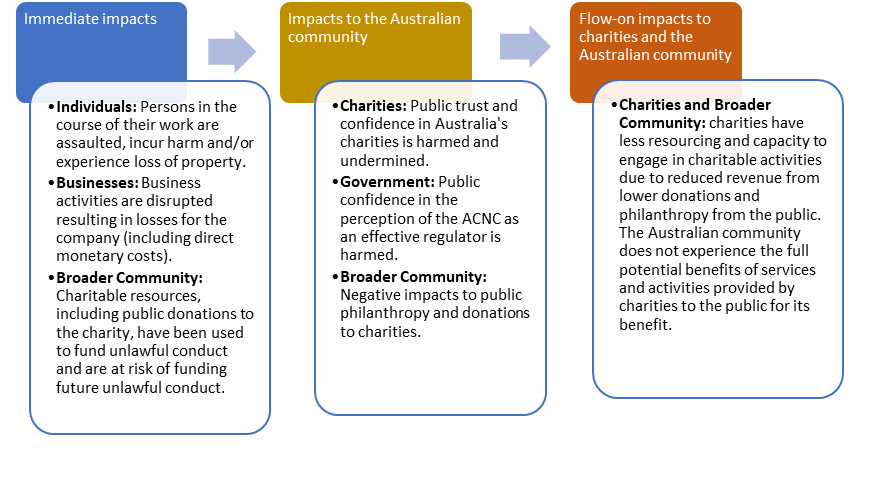 Immediate impacts
•Individuals: Persons in the
course of their work are
assaulted, incur harm and/or
experience loss of property.
•Businesses: Business
activities are disrupted
resulting in losses for the
company (including direct
monetary costs).
•Broader Community:
Charitable resources,
including public donations to
the charity, have been used
to fund unlawful conduct
and are at risk of funding
future unlawful conduct.
Impacts to the Australian
community
•Charities: Public trust and
confidence in Australia's
charities is harmed and
undermined.
•Government: Public
confidence in the
perception of the ACNC as
an effective regulator is
harmed.
•Broader Community:
Negative impacts to public
philanthropy and donations
to charities.
Flow-on impacts to
charities and the
Australian community
•Charities and Broader
Community: charities have
less resourcing and capacity to
engage in charitable activities
due to reduced revenue from
lower donations and
philanthropy from the public.
The Australian community
does not experience the full
potential benefits of services
and activities provided by
charities to the public for its
benefit.